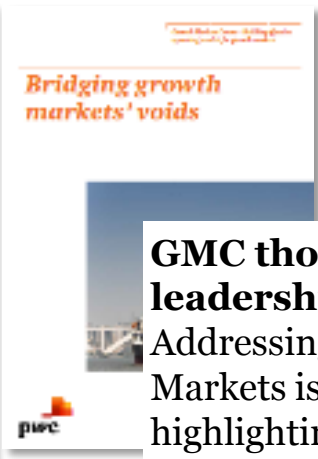 Bridging growth
markets' voids
GMC tho
leadersh
Addressin
Markets is
highlightin
pwc